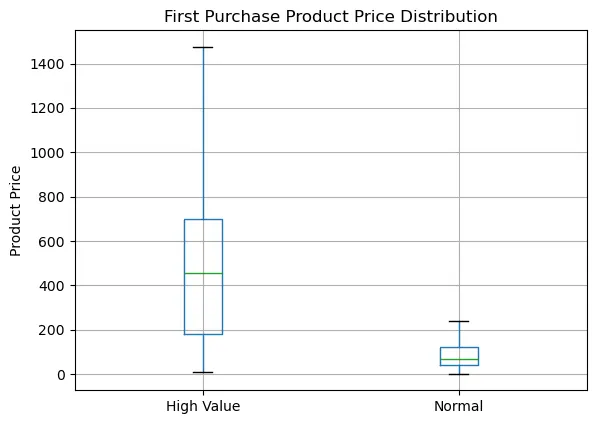 First Purchase Product Price Distribution
Product Price
1400
1200
1000
800
600
400
200
0
High Value
Normal